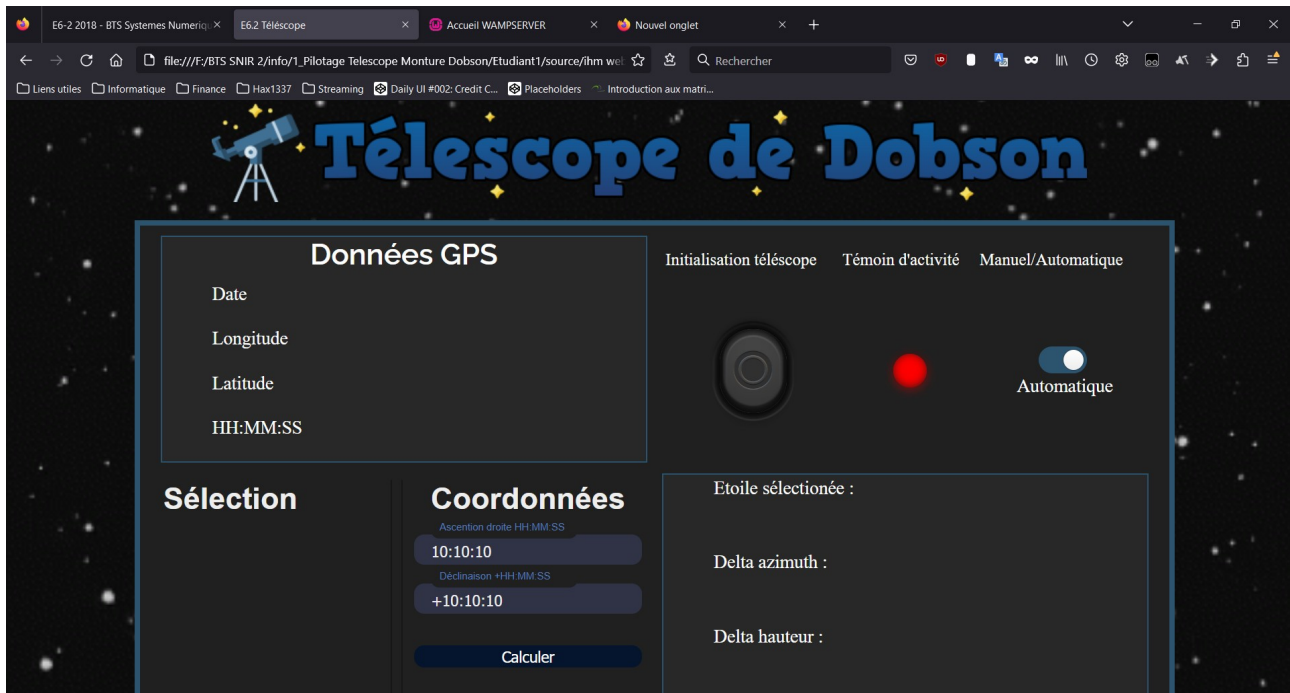 E6-2 2018 - BTS Systemes Numeriqu
E6.2 Téléscope
Accueil WAMPSERVER
Nouvel onglet
file:///F:/BTS SNIR 2/info/1_Pilotage Telescope Monture Dobson/Etudiant1/source/ihm we
Rechercher
Liens utiles
Informatique
Finance
Hax1337
Streaming
Daily UI #002: Credit C...
Placeholders
Introduction aux matri...
Télescope de Dobson
Données GPS
Date
Longitude
Latitude
HH:MM:SS
Initialisation téléscope
Témoin d'activité
Manuel/Automatique
Automatique
Sélection
Coordonnées
Ascention droite HH:MM:SS
10:10:10
Déclinaison +HH:MM:SS
+10:10:10
Calculer
Etoile sélectionée :
Delta azimuth :
Delta hauteur :